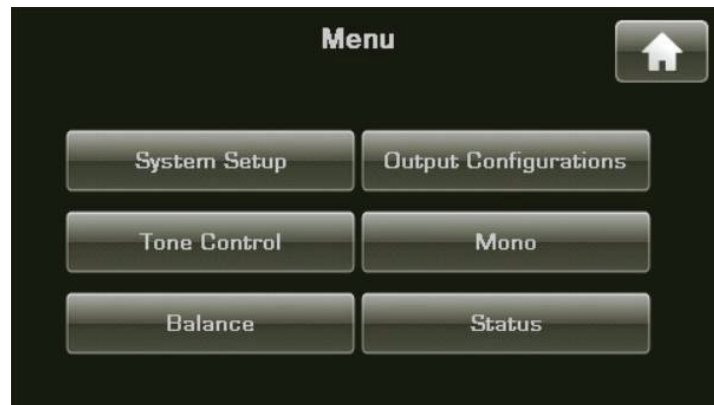 Menu
System Setup
Output Configurations
Tone Control
Mono
Balance
Status